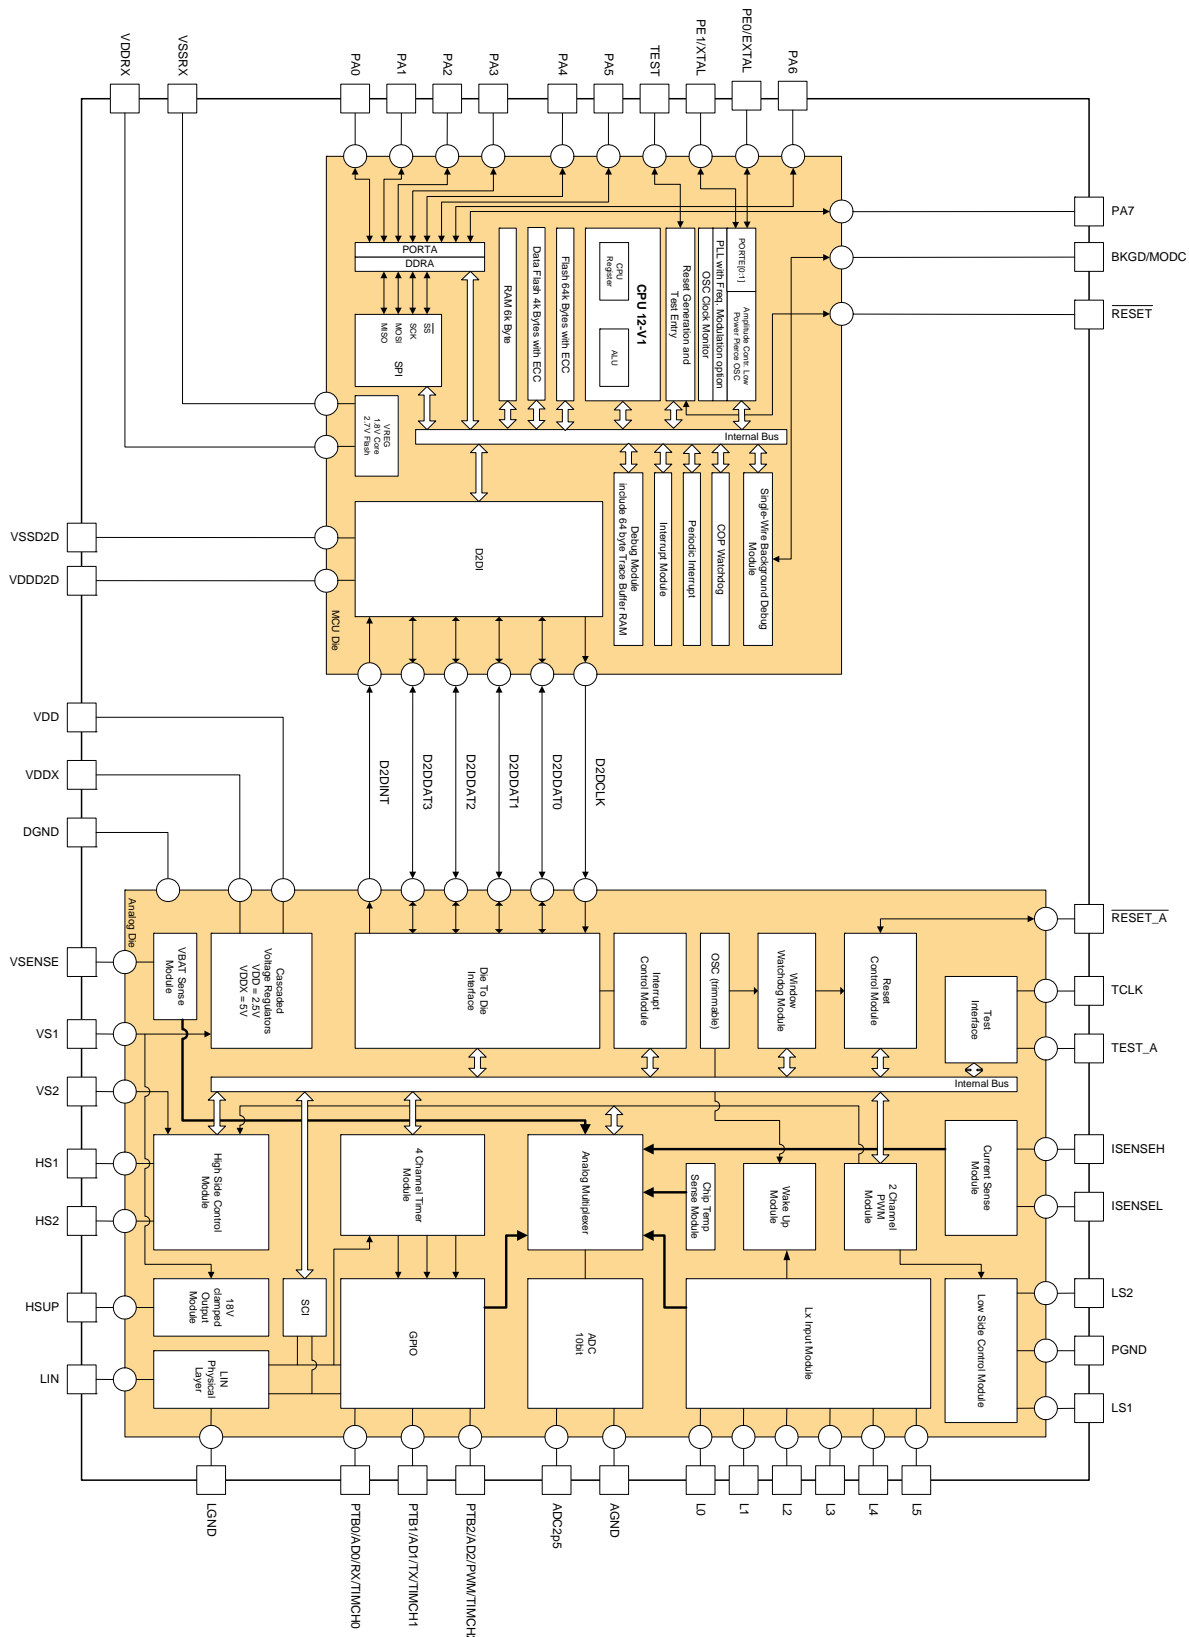 VDDRX
VSSRX
PA0
PA1
PA2
PA3
PA4
PA5
TEST
PE1/XTAL
PE0/EXTAL
PA6
PA7
BKGD/MODC
RESET
PORTA
DDRA
MISO
MOSI
SCK
SS
SPI
RAM 6k Byte
Data Flash 4k Bytes with ECC
Flash 64k Bytes with ECC
CPU 12-V1
CPU
Register
ALU
Reset Generation and
Test Entry
OSC Clock Monitor
PLL with Freq. Modulation option
PORTE[0:1]
Amplitude Contr. Low
Power Pierce OSC
VREG
1.8V Core
2.7V Flash
Internal Bus
D2DI
Debug Module
include 64 byte Trace Buffer RAM
Interrupt Module
Periodic Interrupt
COP Watchdog
Single-Wire Background Debug
Module
MCU Die
VSSD2D
VDDD2D
VDD
VDDX
DGND
D2DINT
D2DDAT3
D2DDAT2
D2DDAT1
D2DDAT0
D2DCLK
Analog Die
VSENSE
VS1
VS2
HS1
HS2
HSUP
LIN
VBAT Sense
Module
Cascaded
Voltage Regulators
VDD = 2.5V
VDDX = 5V
Die To Die
Interface
Interrupt
Control Module
OSC (trimmable)
Window
Watchdog Module
Reset
Control Module
Test
Interface
RESET_A
TCLK
TEST_A
Internal Bus
High Side Control
Module
4 Channel Timer
Module
Analog Multiplexer
Chip Temp
Sense Module
Wake Up
Module
2 Channel
PWM
Module
Current Sense
Module
ISENSEH
ISENSEL
18V
clamped
Output
Module
SCI
GPIO
ADC
10bit
Lx Input Module
Low Side Control Module
LS2
PGND
LS1
LIN
Physical
Layer
LGND
PTB0/AD0/RX/TIMCH0
PTB1/AD1/TX/TIMCH1
PTB2/AD2/PWM/TIMCH2
ADC2p5
AGND
L0
L1
L2
L3
L4
L5